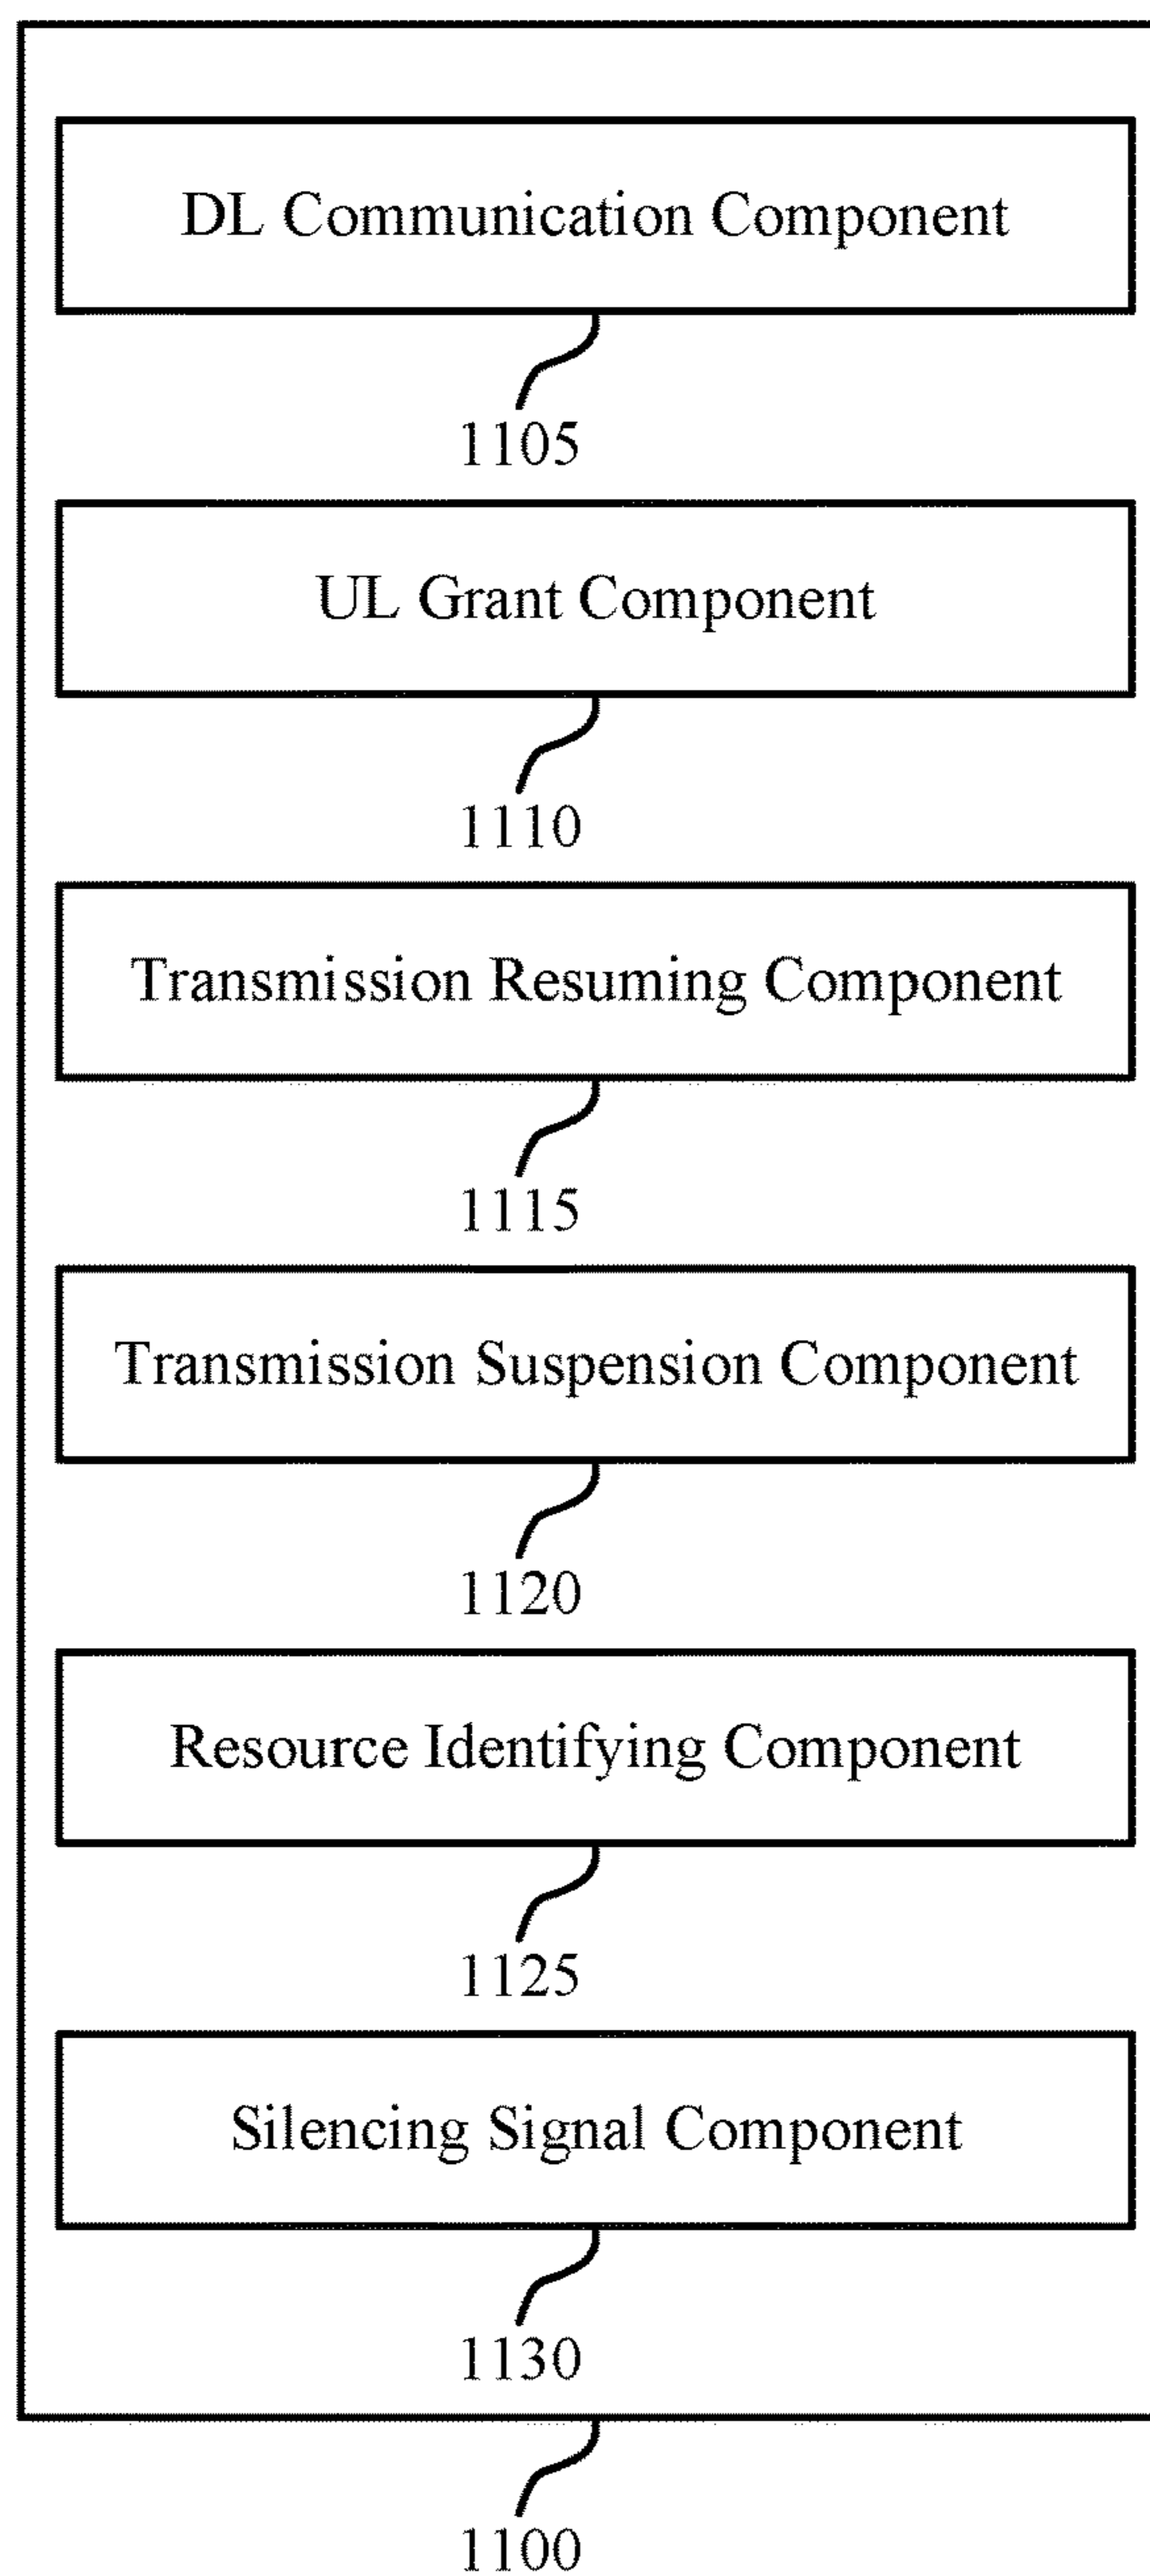 DL Communication Component
1105
UL Grant Component
1110
Transmission Resuming Component
1115
Transmission Suspension Component
1120
Resource Identifying Component
1125
Silencing Signal Component
1130
1100